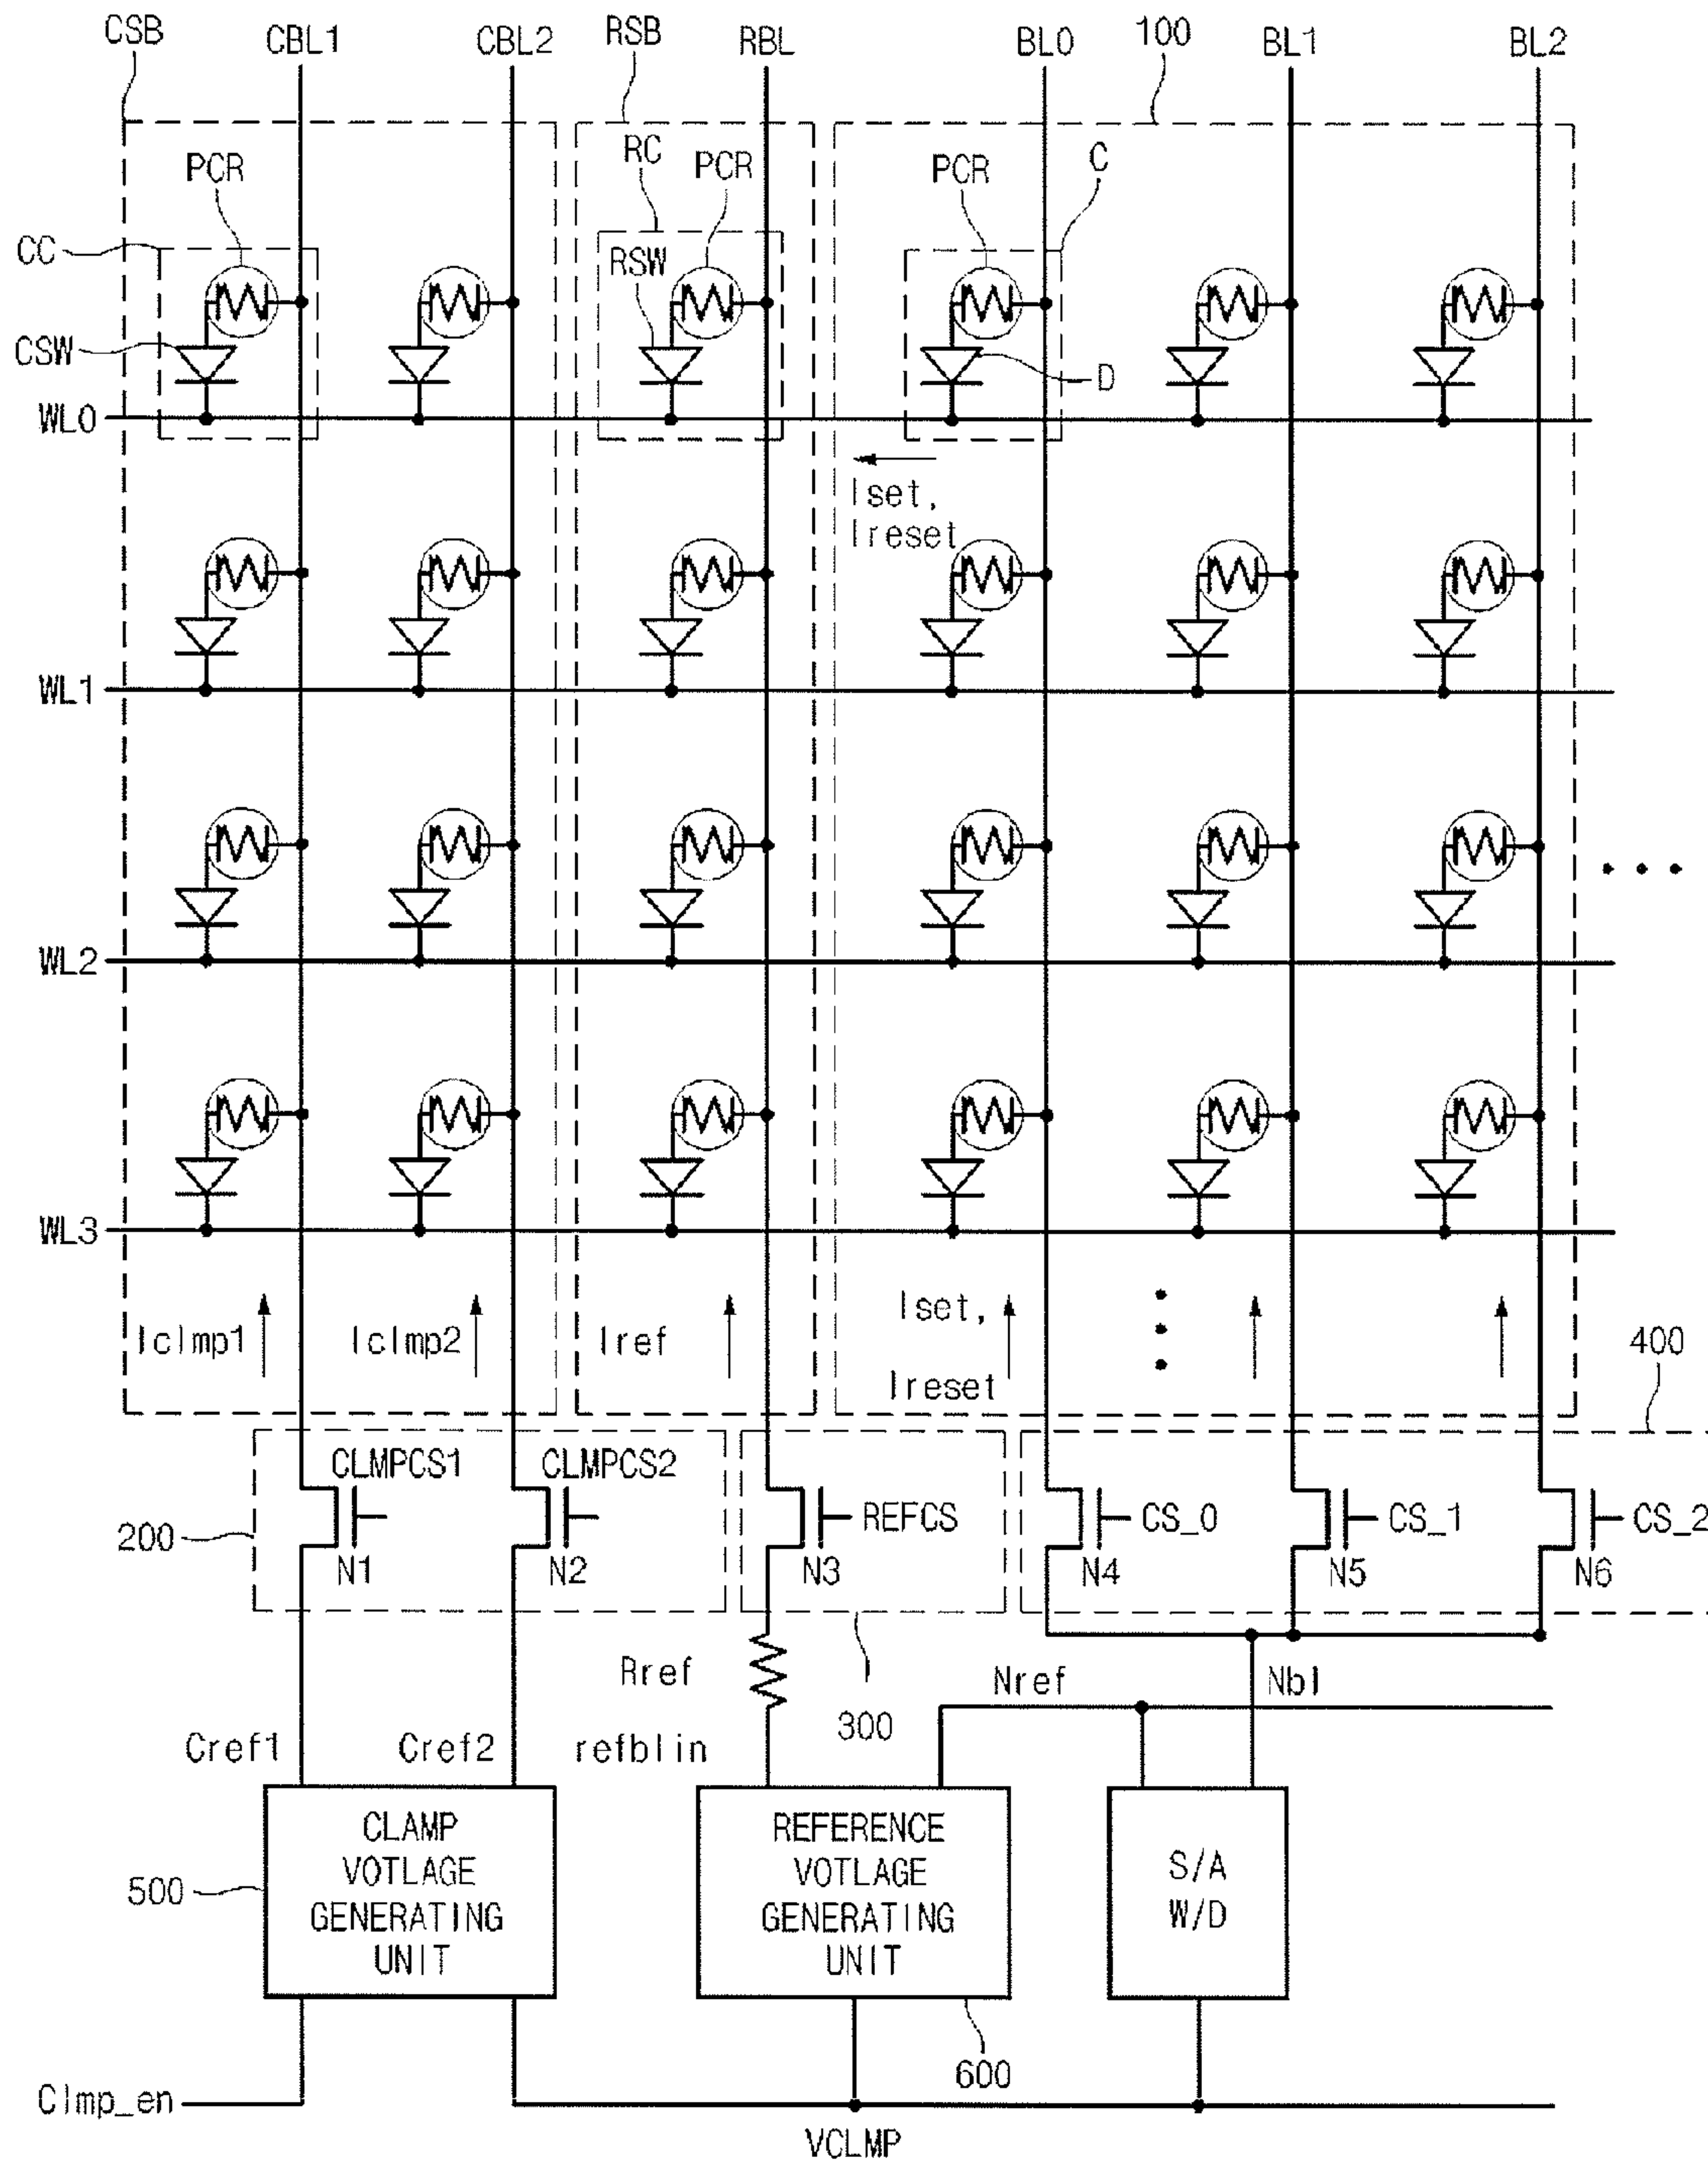 CSB CBL1 CBL2 RSB RBL BL0 100 BL1 BL2
PCR RC PCR PCR C
CC RSW
CSW D
WL0
Iset,
Ireset
WL1
WL2 • • •
WL3
Iclmp1 Iclmp2 Iref Iset, 400
Ireset
CLMPCS1 CLMPCS2
200 REFCS CS_0 CS_1 CS_2
N1 N2 N3 N4 N5 N6
Rref Nref Nbl
300
Cref1 Cref2 refblin
CLAMP
VOTLAGE
GENERATING
UNIT
500
REFERENCE
VOTLAGE
GENERATING
UNIT
S/A
W/D
600
Clmp_en
VCLMP